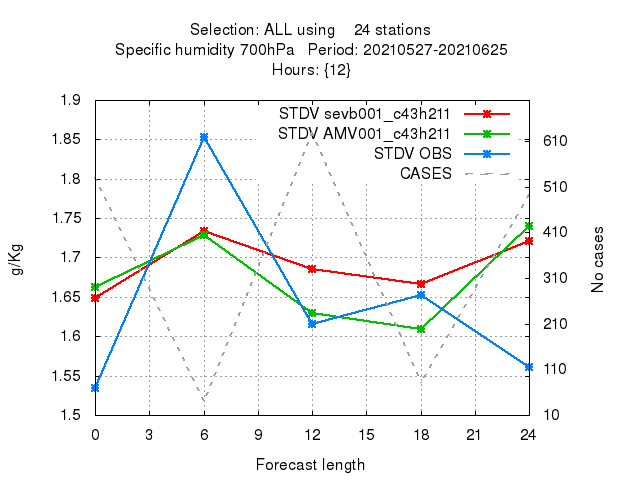 Selection: ALL using    24 stations
Specific humidity 700hPa   Period: 20210527-20210625
Hours: {12}
STDV sevb001_c43h211
STDV AMV001_c43h211
STDV OBS
CASES
1.9
1.85
1.8
1.75
1.7
1.65
1.6
1.55
1.5
g/Kg
610
510
410
310
210
110
10
No cases
0 3 6 9 12 15 18 21 24
Forecast length